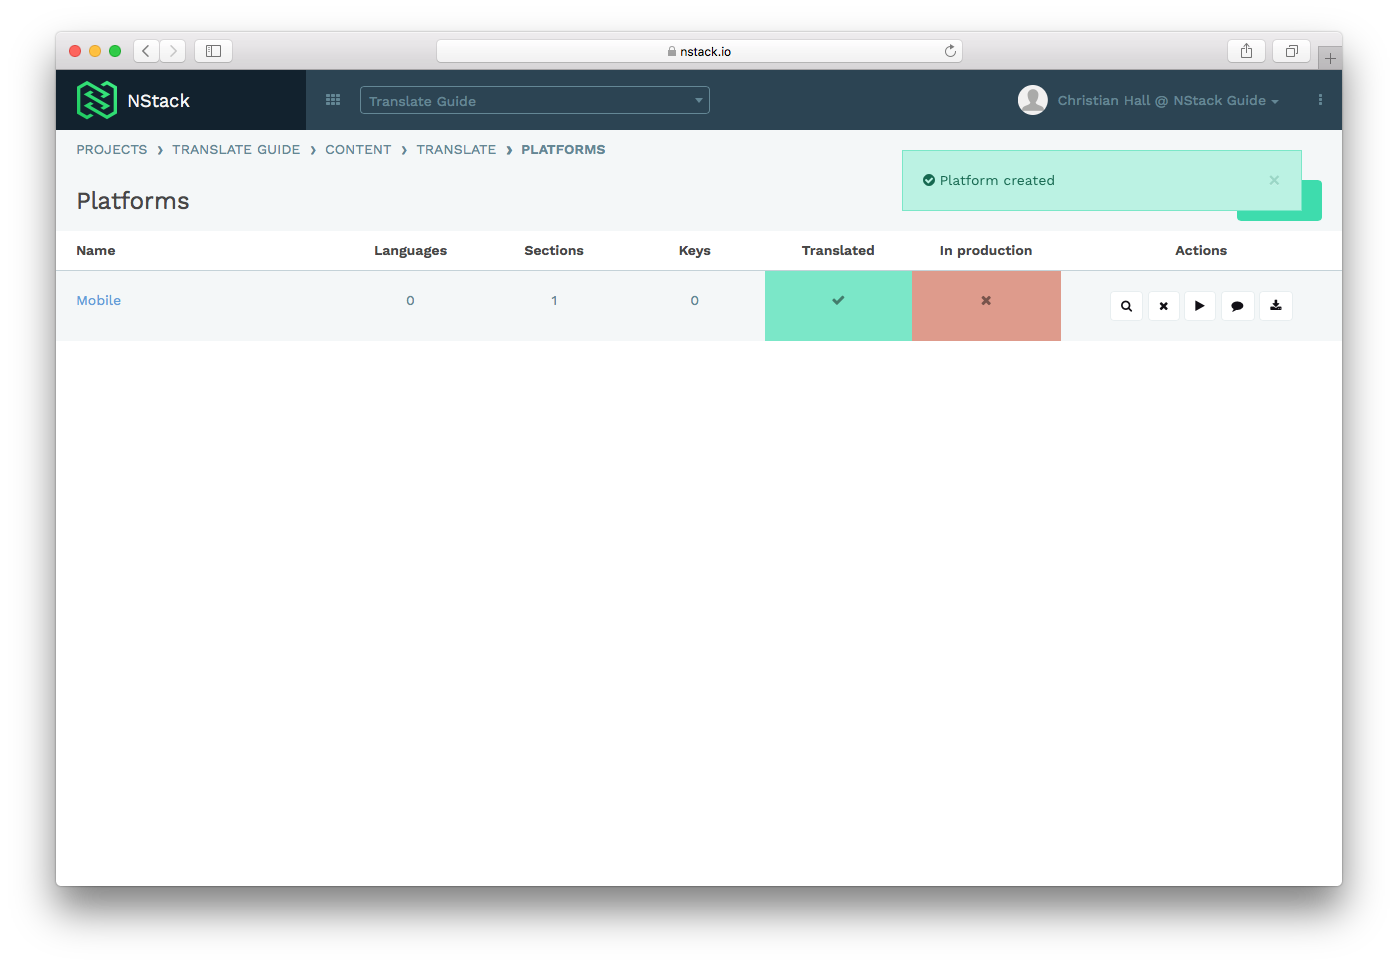 nstack.io
NStack
Translate Guide
Christian Hall @ NStack Guide
PROJECTS › TRANSLATE GUIDE › CONTENT › TRANSLATE › PLATFORMS
Platform created ×
Platforms
Name Languages Sections Keys Translated In production Actions
Mobile 0 1 0